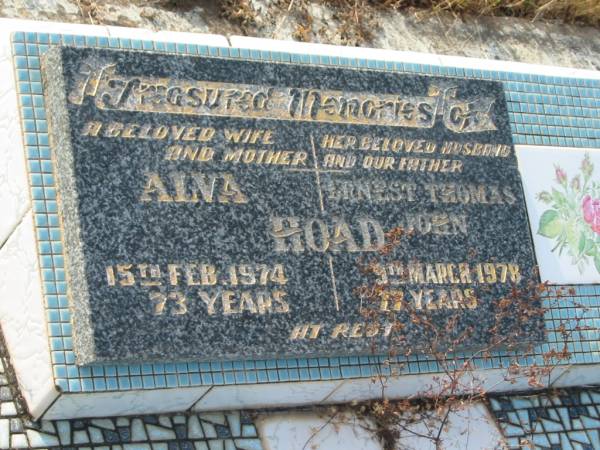 Treasured Memories Of
A BELOVED WIFE
AND MOTHER
ALVA
15TH FEB. 1974
73 YEARS
HER BELOVED HUSBAND
AND OUR FATHER
ERNEST THOMAS
JOHN
MARCH 1978
77 YEARS
HOAD
AT REST